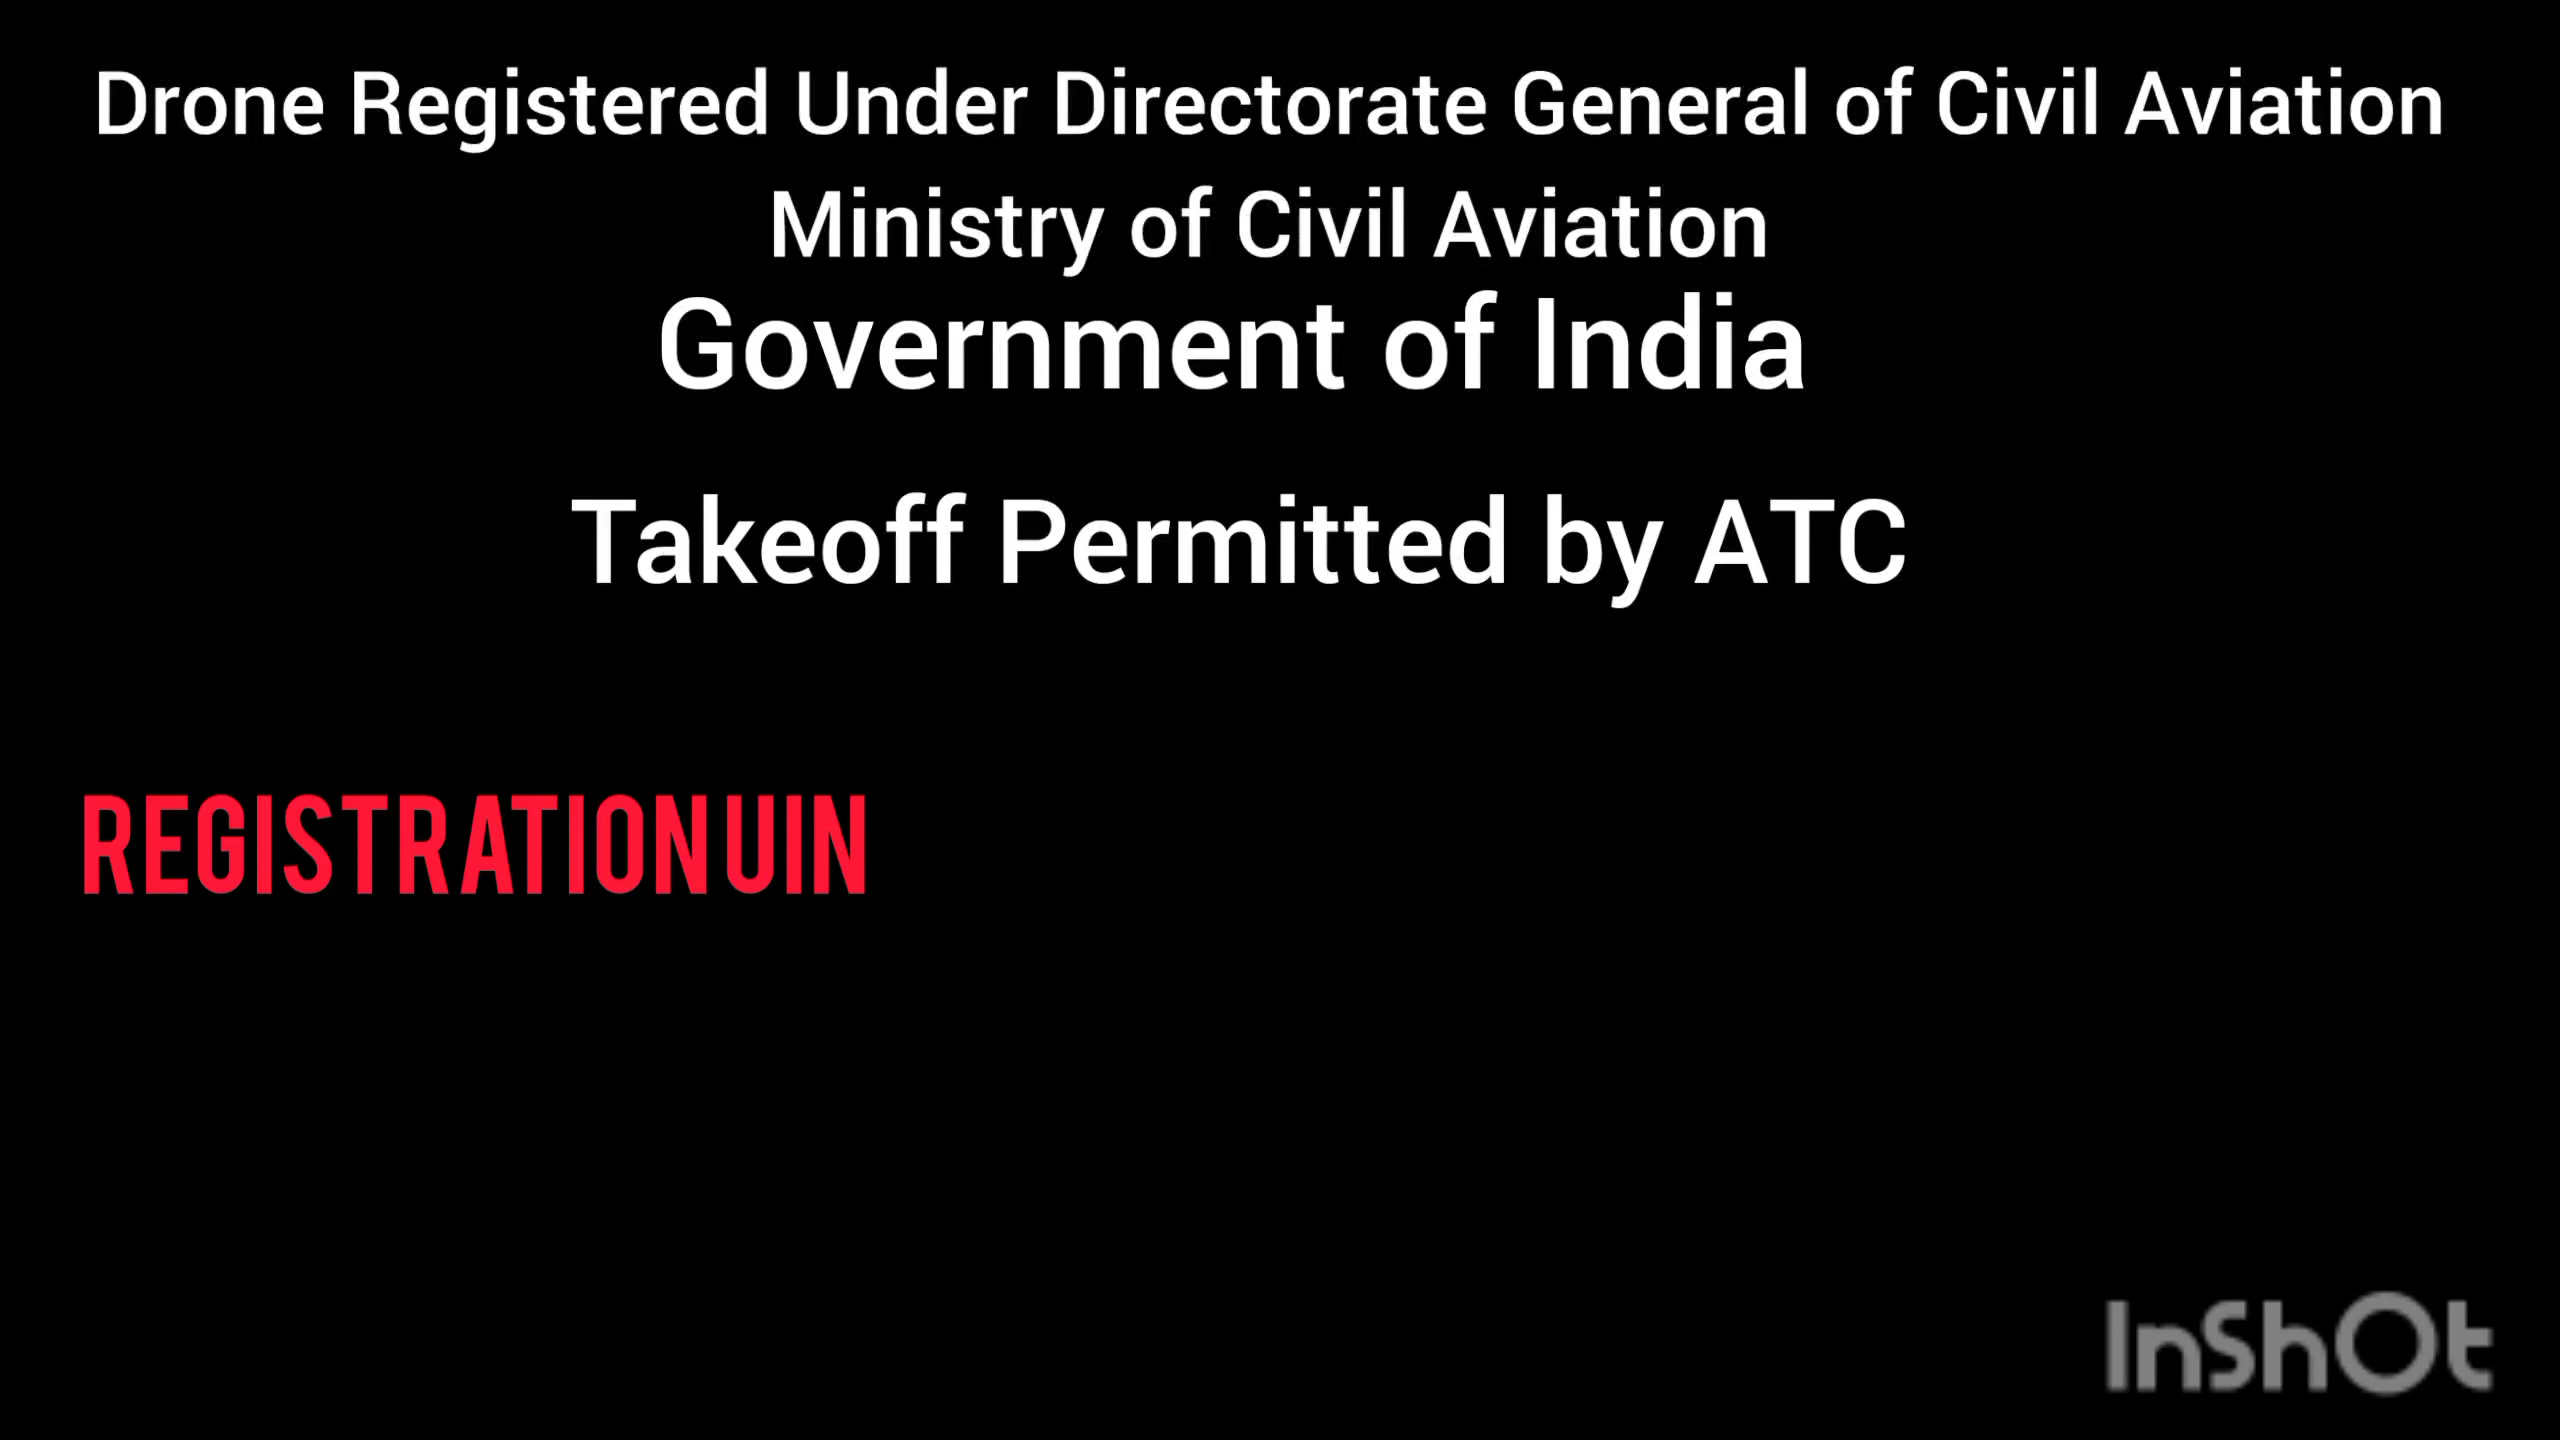 Drone Registered Under Directorate General of Civil Aviation
Ministry of Civil Aviation
Government of India
Takeoff Permitted by ATC
REGISTRATION UIN
InShOt